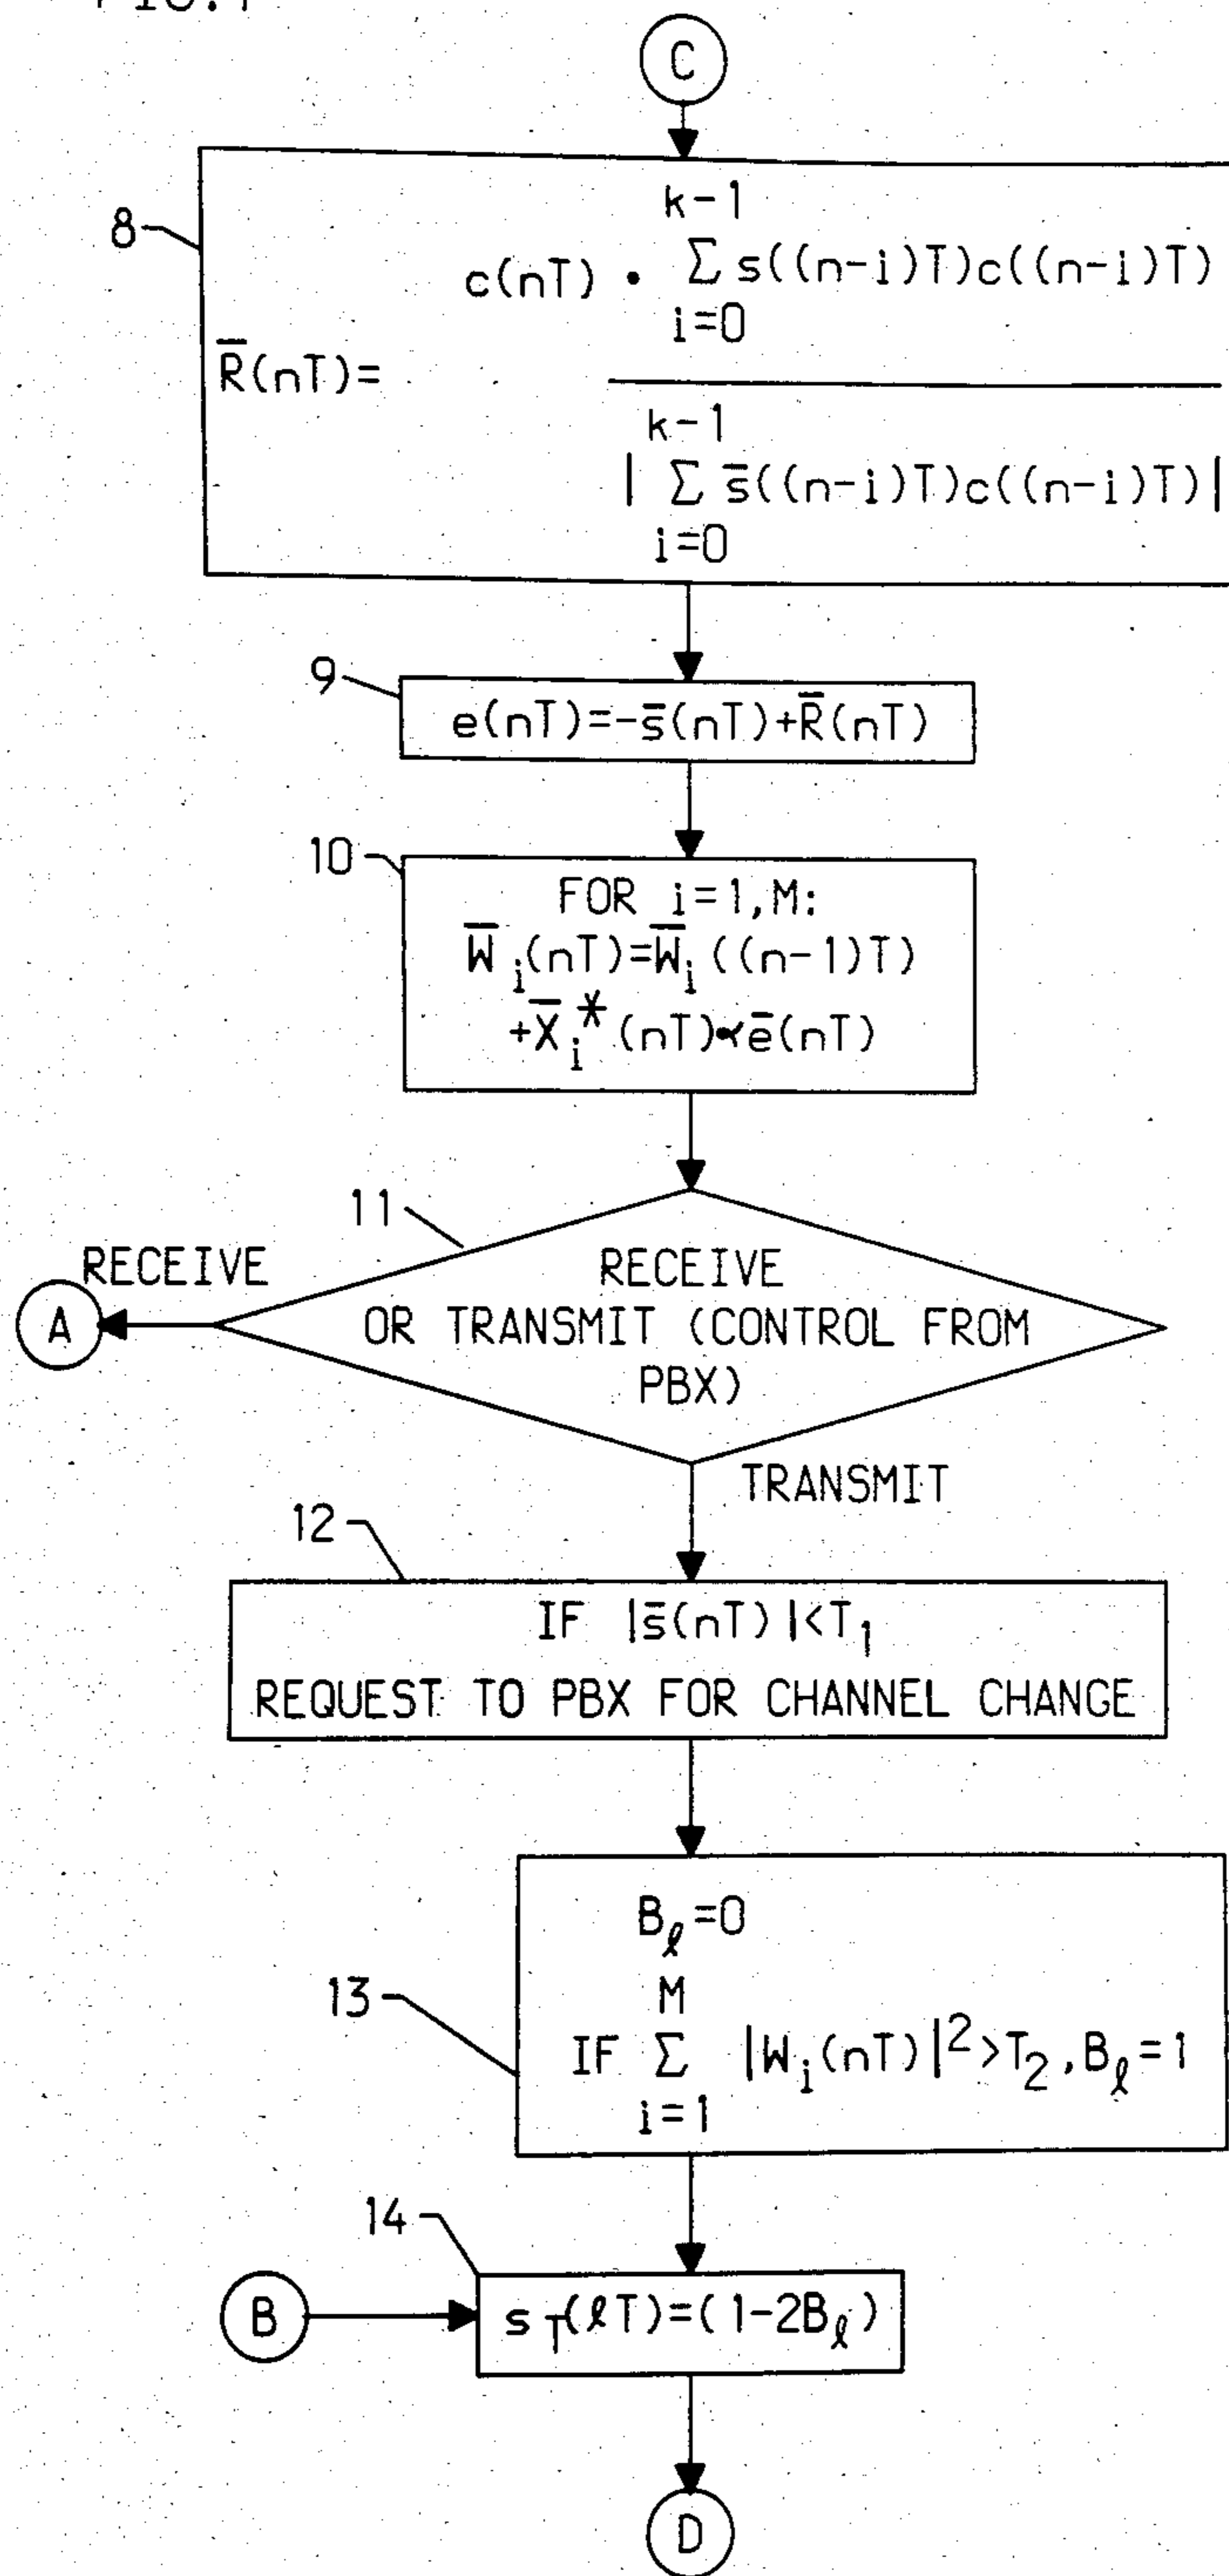 C
8
k-1
c(nT) • Σ s((n-i)T)c((n-i)T)
i=0
R̅(nT)=
k-1
| Σ s̅((n-i)T)c((n-i)T)|
i=0
9
e(nT)=-s̅(nT)+R̅(nT)
10
FOR i=1,M:
W̅i(nT)=W̅i((n-1)T)
+X̅i*(nT)∝e̅(nT)
11
RECEIVE
A
RECEIVE
OR TRANSMIT (CONTROL FROM
PBX)
TRANSMIT
12
IF |s̅(nT)|<T1
REQUEST TO PBX FOR CHANNEL CHANGE
13
Bℓ=0
M
IF Σ |Wi(nT)|²>T2,Bℓ=1
i=1
14
B
sT(ℓT)=(1-2Bℓ)
D